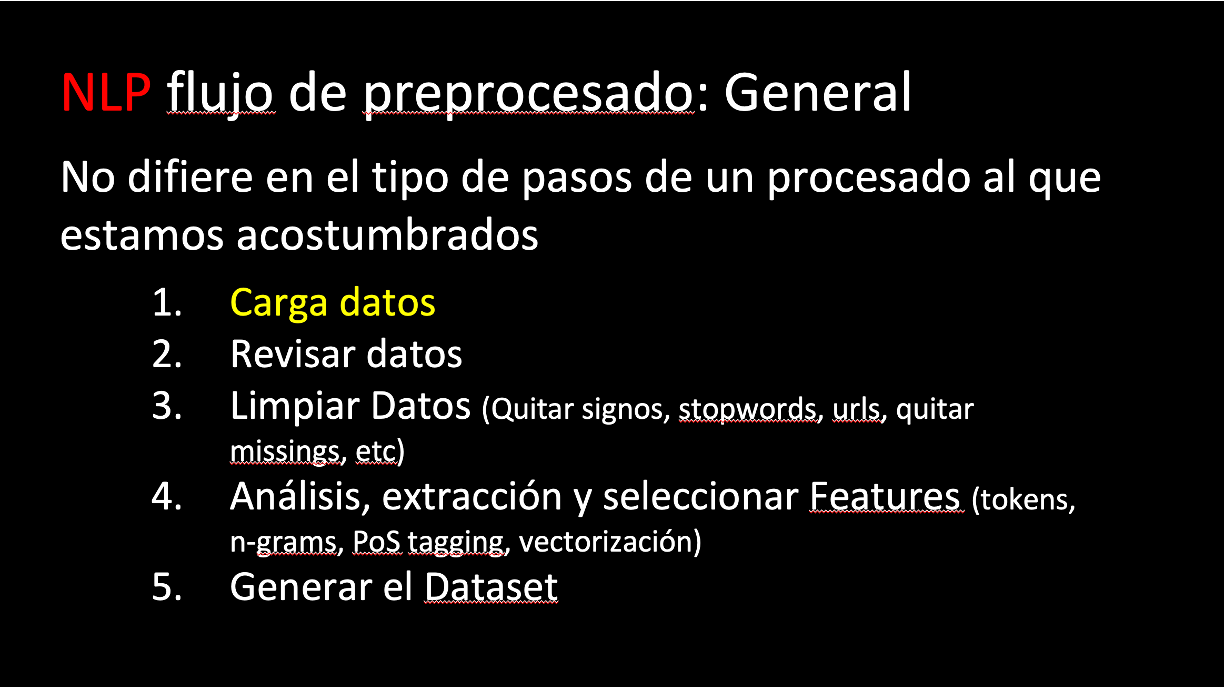 NLP flujo de preprocesado: General
No difiere en el tipo de pasos de un procesado al que
estamos acostumbrados
1. Carga datos
2. Revisar datos
3. Limpiar Datos (Quitar signos, stopwords, urls, quitar
missings, etc)
4. Análisis, extracción y seleccionar Features (tokens,
n-grams, PoS tagging, vectorización)
5. Generar el Dataset